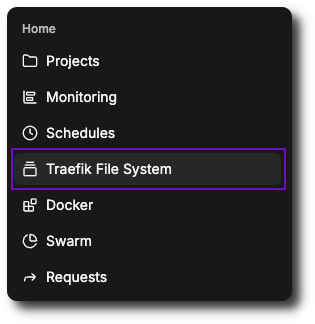 Home
Projects
Monitoring
Schedules
Traefik File System
Docker
Swarm
Requests